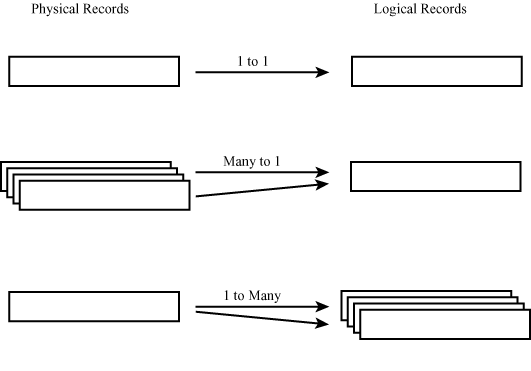 Physical Records
Logical Records
1 to 1
Many to 1
1 to Many